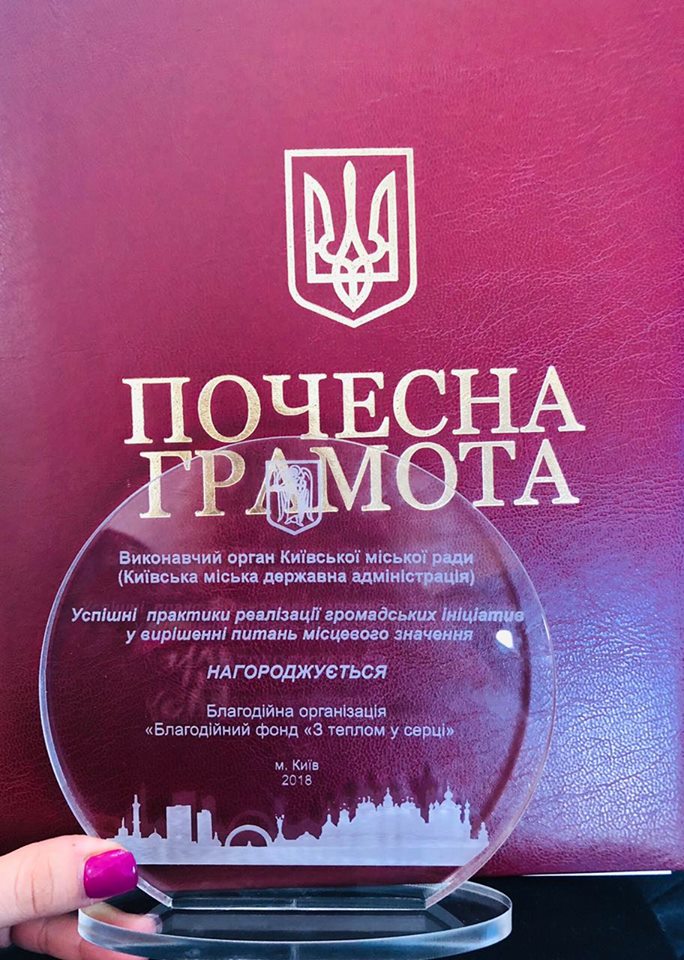 ПОЧЕСНА
ГРАМОТА
Виконавчий орган Київської міської ради
(Київська міська державна адміністрація)
Успішні практики реалізації громадських ініціатив
у вирішенні питань місцевого значення
НАГОРОДЖУЄТЬСЯ
Благодійна організація
«Благодійний фонд «З теплом у серці»
м. Київ
2018